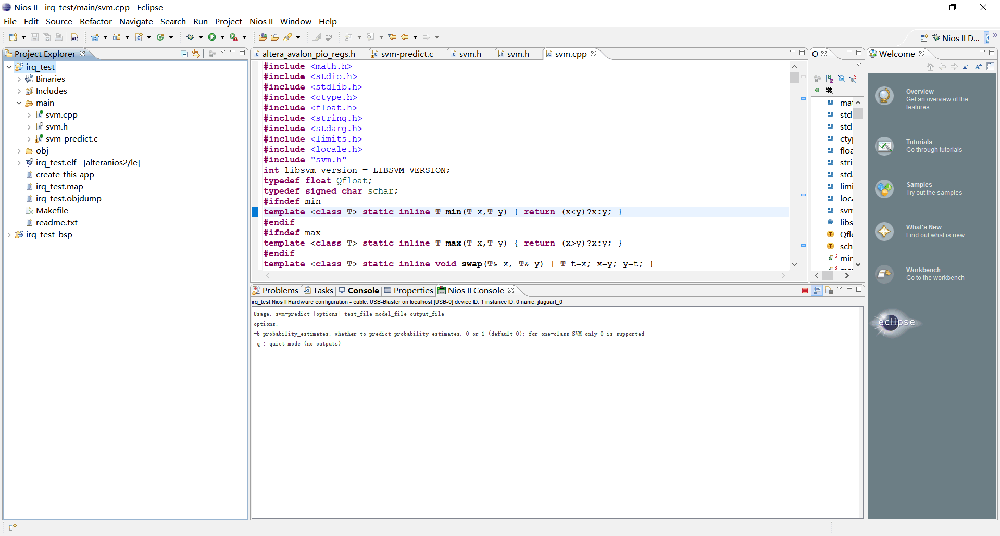 Nios II - irq_test/main/svm.cpp - Eclipse
File Edit Source Refactor Navigate Search Run Project Nios II Window Help
Nios II D...
Project Explorer
irq_test
Binaries
Includes
main
svm.cpp
svm.h
svm-predict.c
obj
irq_test.elf - [alteranios2/le]
create-this-app
irq_test.map
irq_test.objdump
Makefile
readme.txt
irq_test_bsp
altera_avalon_pio_regs.h svm-predict.c svm.h svm.h svm.cpp
#include <math.h>
#include <stdio.h>
#include <stdlib.h>
#include <ctype.h>
#include <float.h>
#include <string.h>
#include <stdarg.h>
#include <limits.h>
#include <locale.h>
#include "svm.h"
int libsvm_version = LIBSVM_VERSION;
typedef float Qfloat;
typedef signed char schar;
#ifndef min
template <class T> static inline T min(T x,T y) { return (x<y)?x:y; }
#endif
#ifndef max
template <class T> static inline T max(T x,T y) { return (x>y)?x:y; }
#endif
template <class T> static inline void swap(T& x, T& y) { T t=x; x=y; y=t; }
O
mat
std
std
cty
floa
stri
std
limi
loca
svm
libs
Qfl
sch
mir
Welcome
Overview
Get an overview of the
features
Tutorials
Go through tutorials
Samples
Try out the samples
What's New
Find out what is new
Workbench
Go to the workbench
eclipse
Problems Tasks Console Properties Nios II Console
irq_test Nios II Hardware configuration - cable: USB-Blaster on localhost [USB-0] device ID: 1 instance ID: 0 name: jtaguart_0
Usage: svm-predict [options] test_file model_file output_file
options:
-b probability_estimates: whether to predict probability estimates, 0 or 1 (default 0); for one-class SVM only 0 is supported
-q : quiet mode (no outputs)